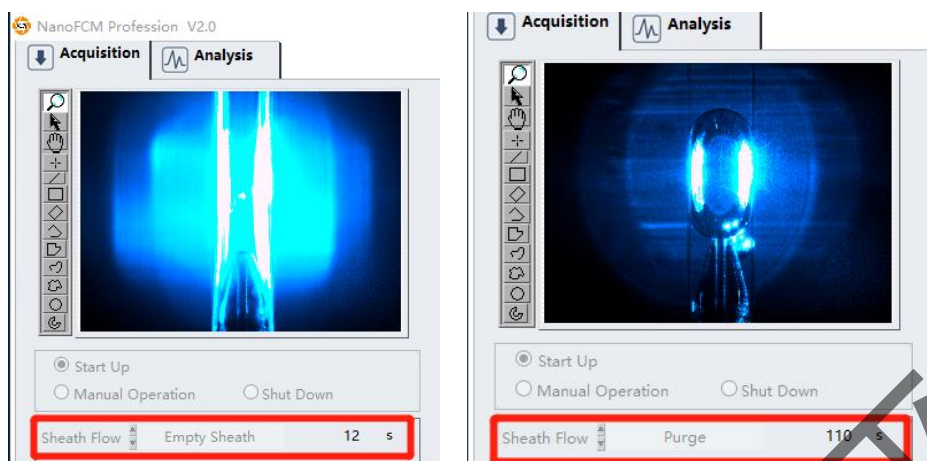 NanoFCM Profession V2.0
Acquisition Analysis
Start Up
Manual Operation Shut Down
Sheath Flow Empty Sheath 12 s
Acquisition Analysis
Start Up
Manual Operation Shut Down
Sheath Flow Purge 110 s